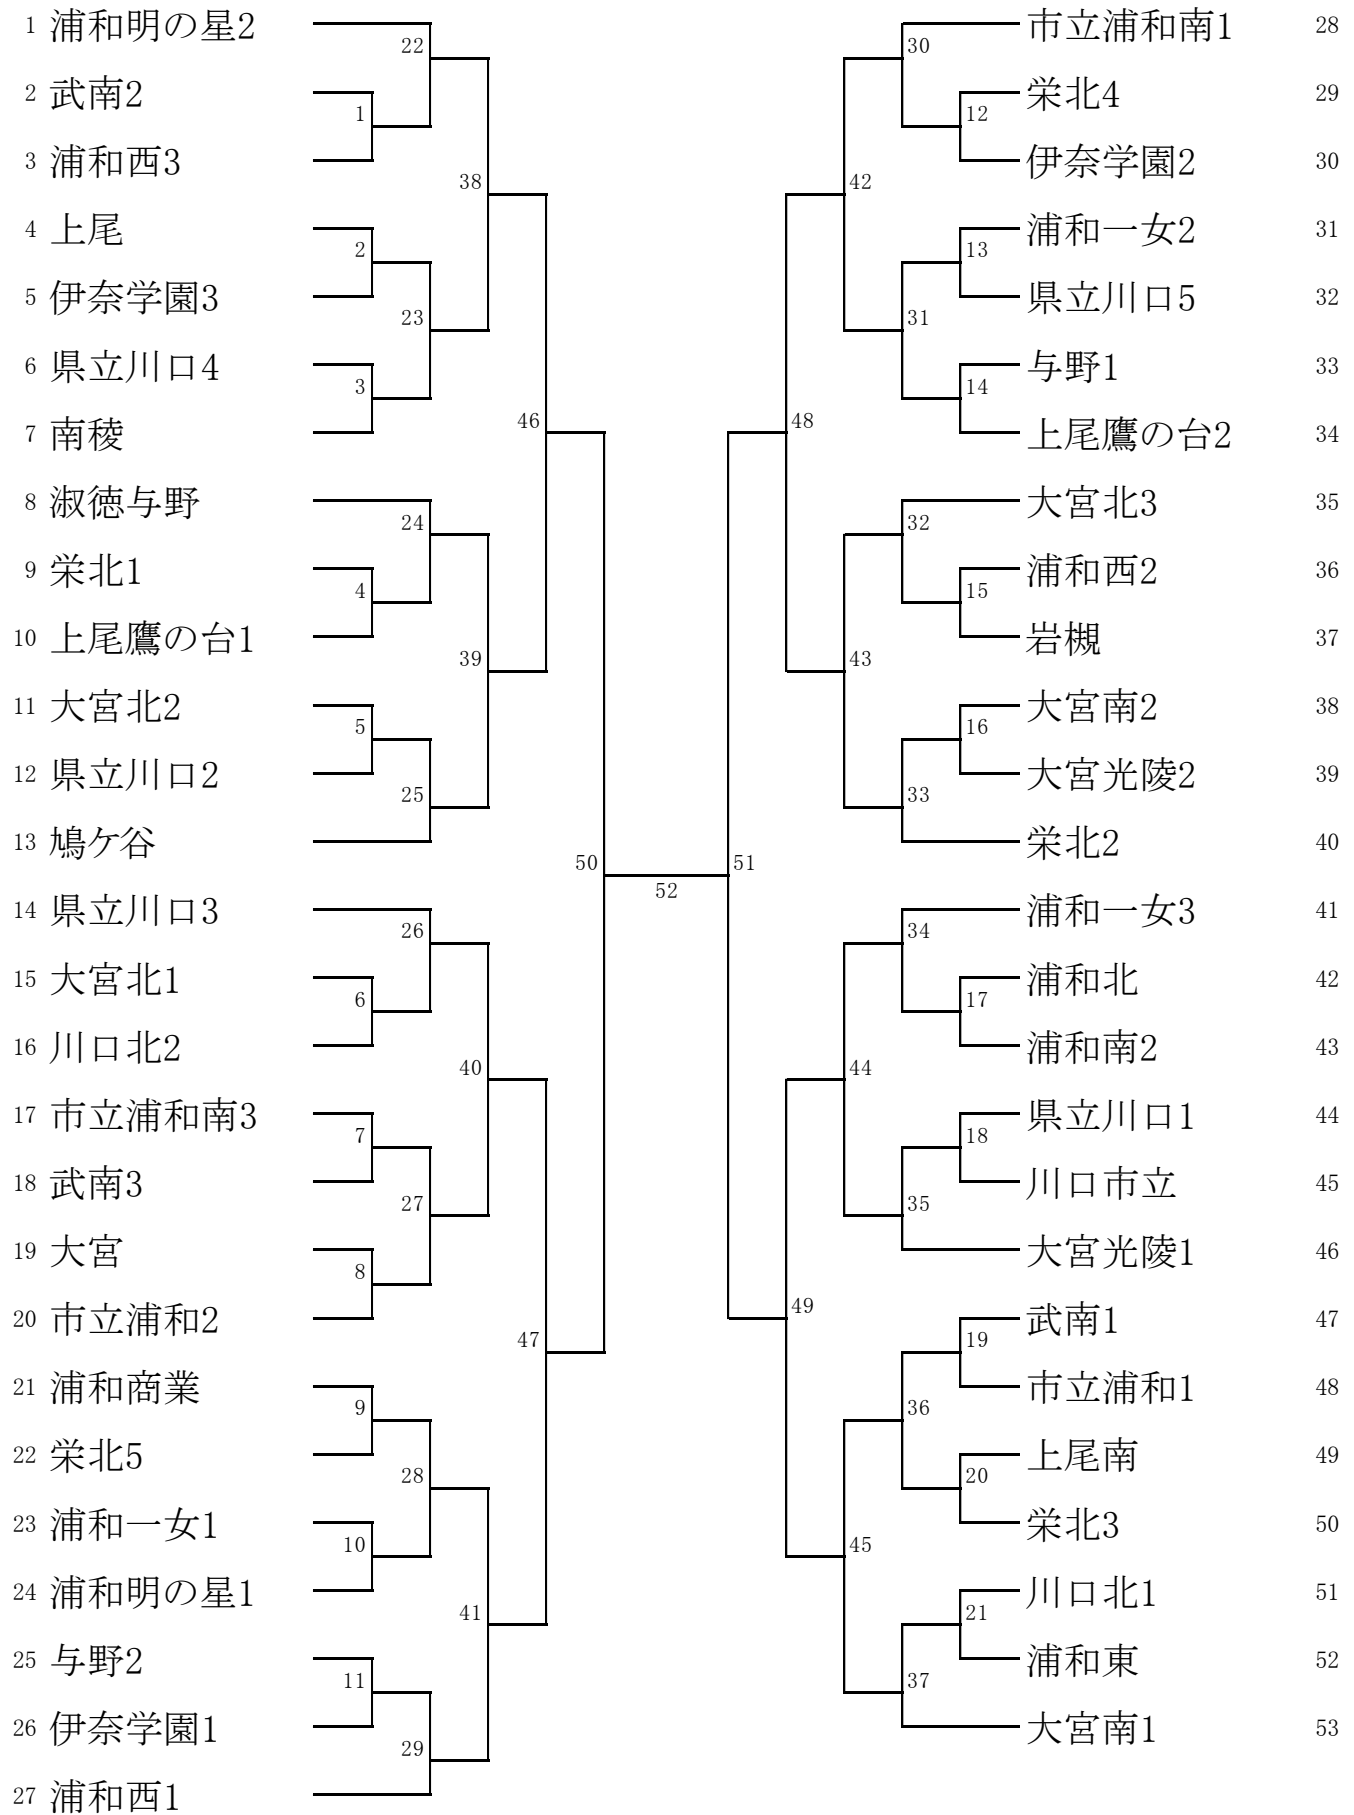 1 浦和明の星2
2 武南2
3 浦和西3
4 上尾
5 伊奈学園3
6 県立川口4
7 南稜
8 淑徳与野
9 栄北1
10 上尾鷹の台1
11 大宮北2
12 県立川口2
13 鳩ケ谷
14 県立川口3
15 大宮北1
16 川口北2
17 市立浦和南3
18 武南3
19 大宮
20 市立浦和2
21 浦和商業
22 栄北5
23 浦和一女1
24 浦和明の星1
25 与野2
26 伊奈学園1
27 浦和西1
1
2
3
4
5
6
7
8
9
10
11
22
23
24
25
26
27
28
29
38
39
40
41
46
47
50
52
51
48
49
42
43
44
45
30
31
32
33
34
35
36
37
12
13
14
15
16
17
18
19
20
21
市立浦和南1 28
栄北4 29
伊奈学園2 30
浦和一女2 31
県立川口5 32
与野1 33
上尾鷹の台2 34
大宮北3 35
浦和西2 36
岩槻 37
大宮南2 38
大宮光陵2 39
栄北2 40
浦和一女3 41
浦和北 42
浦和南2 43
県立川口1 44
川口市立 45
大宮光陵1 46
武南1 47
市立浦和1 48
上尾南 49
栄北3 50
川口北1 51
浦和東 52
大宮南1 53